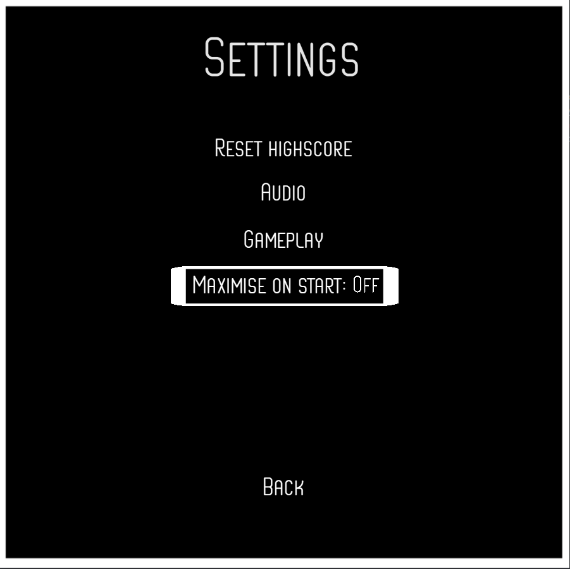 Settings
Reset highscore
Audio
Gameplay
Maximise on start: Off
Back